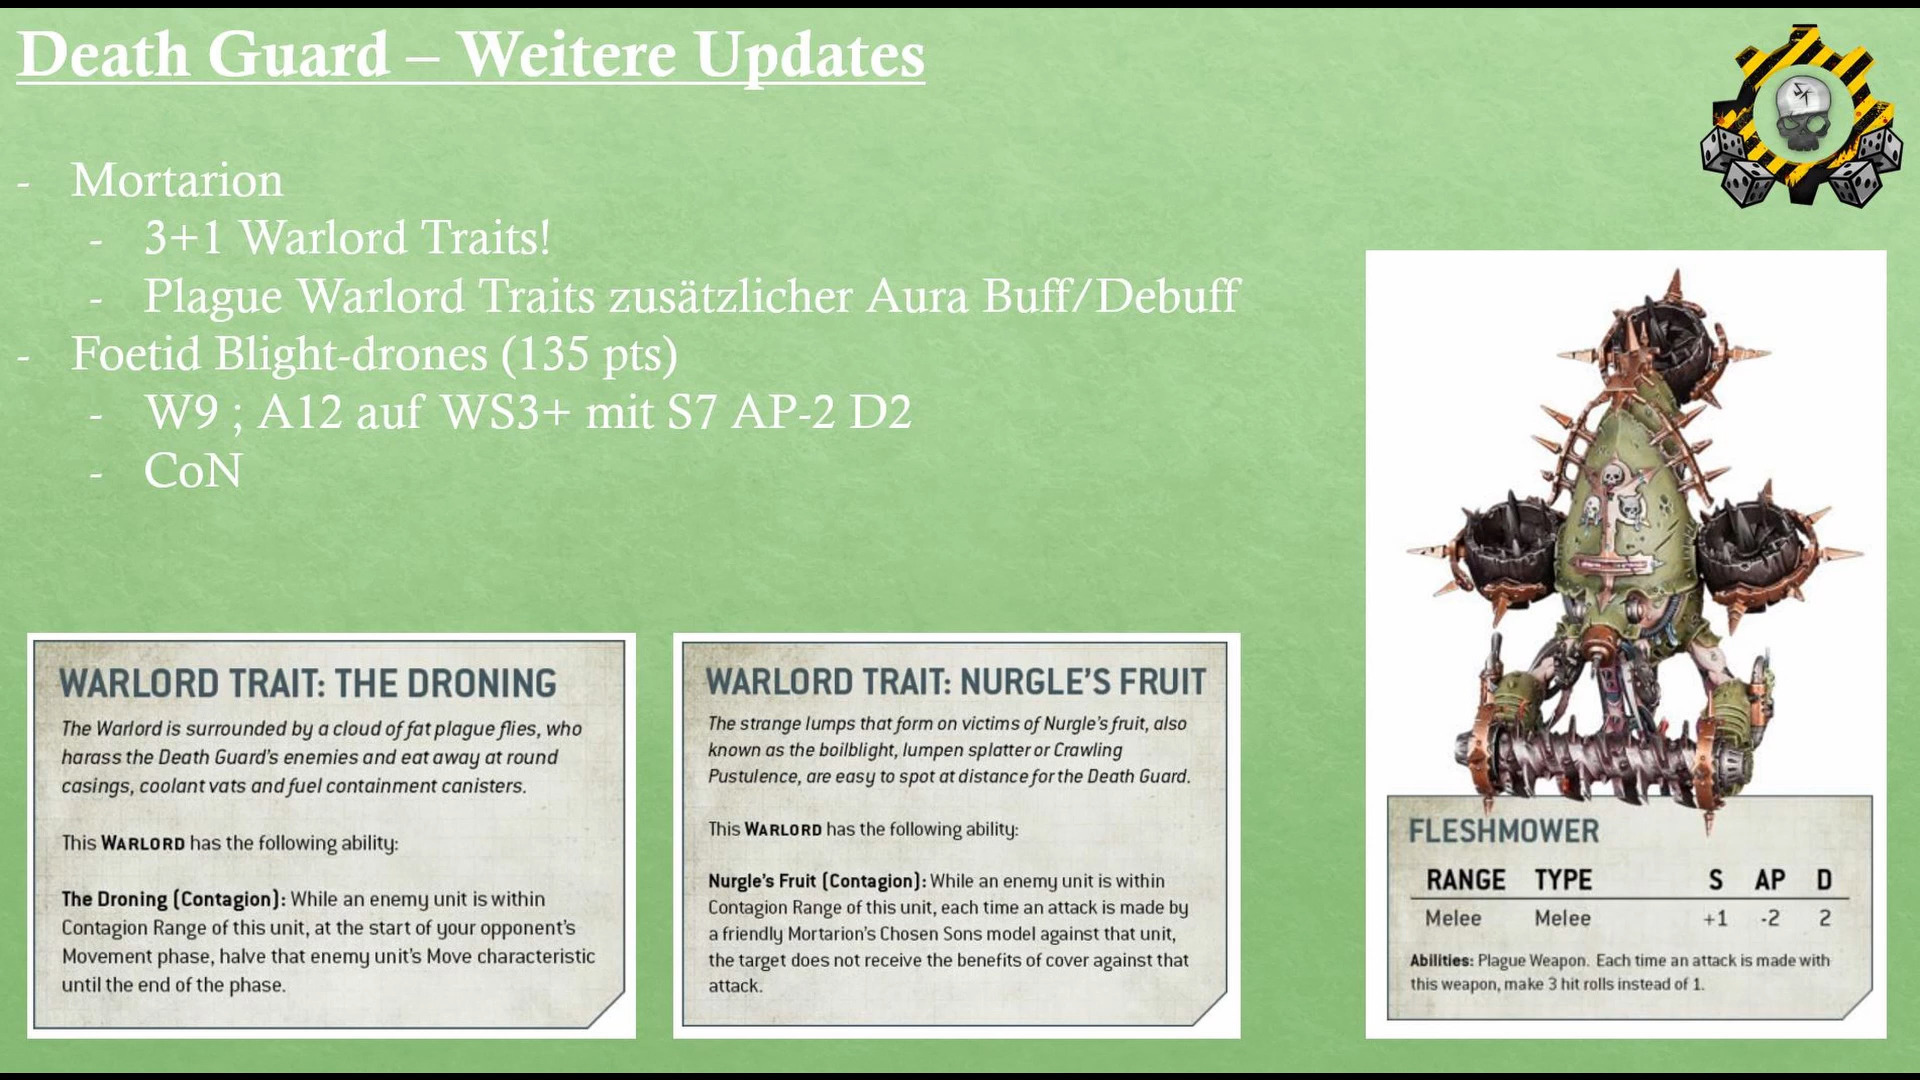 Death Guard – Weitere Updates
- Mortarion
- 3+1 Warlord Traits!
- Plague Warlord Traits zusätzlicher Aura Buff/Debuff
- Foetid Blight-drones (135 pts)
- W9 ; A12 auf WS3+ mit S7 AP-2 D2
- CoN
WARLORD TRAIT: THE DRONING
The Warlord is surrounded by a cloud of fat plague flies, who
harass the Death Guard's enemies and eat away at round
casings, coolant vats and fuel containment canisters.
This WARLORD has the following ability:
The Droning (Contagion): While an enemy unit is within
Contagion Range of this unit, at the start of your opponent's
Movement phase, halve that enemy unit's Move characteristic
until the end of the phase.
WARLORD TRAIT: NURGLE'S FRUIT
The strange lumps that form on victims of Nurgle's fruit, also
known as the boilblight, lumpen splatter or Crawling
Pustulence, are easy to spot at distance for the Death Guard.
This WARLORD has the following ability:
Nurgle's Fruit (Contagion): While an enemy unit is within
Contagion Range of this unit, each time an attack is made by
a friendly Mortarion's Chosen Sons model against that unit,
the target does not receive the benefits of cover against that
attack.
FLESHMOWER
RANGE TYPE S AP D
Melee Melee +1 -2 2
Abilities: Plague Weapon. Each time an attack is made with
this weapon, make 3 hit rolls instead of 1.